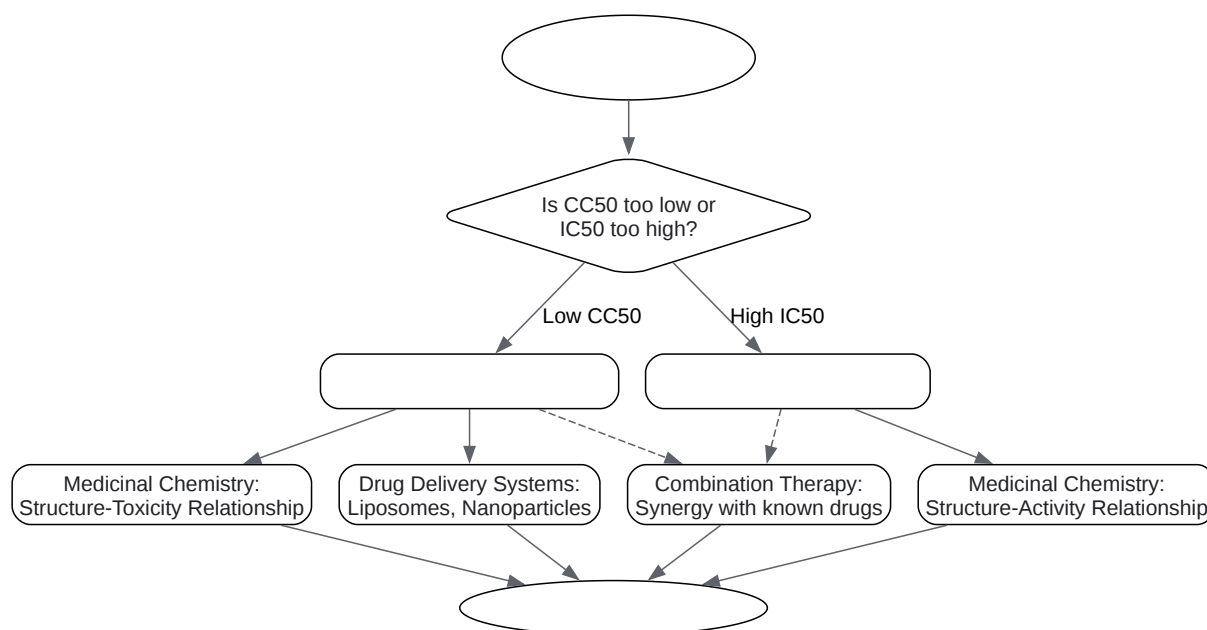 Is CC50 too low or
IC50 too high?
Low CC50
High IC50
Medicinal Chemistry:
Structure-Toxicity Relationship
Drug Delivery Systems:
Liposomes, Nanoparticles
Combination Therapy:
Synergy with known drugs
Medicinal Chemistry:
Structure-Activity Relationship